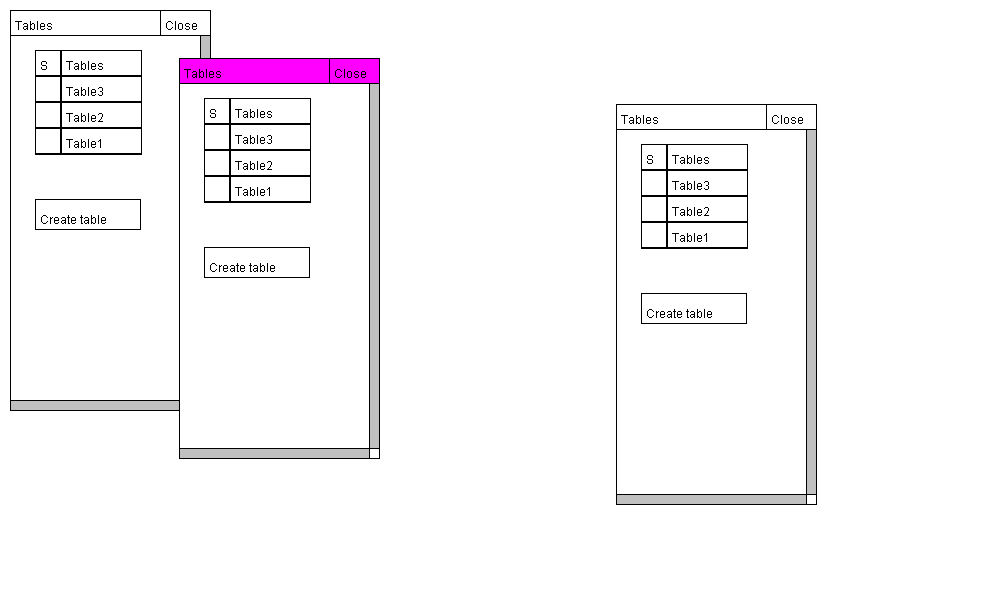 Tables Close
S Tables
Table3
Table2
Table1
Create table
Tables Close
S Tables
Table3
Table2
Table1
Create table
Tables Close
S Tables
Table3
Table2
Table1
Create table